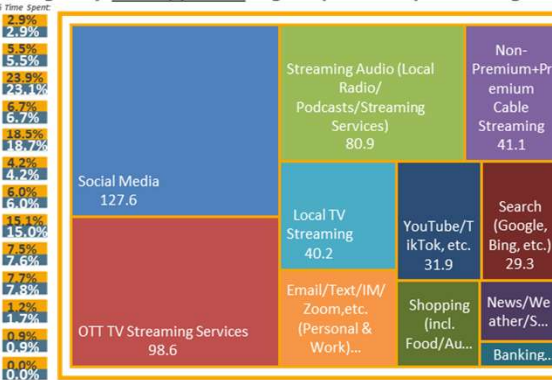 % Time Spent:
2.9%
2.9%
5.5%
5.5%
23.9%
23.1%
6.7%
6.7%
18.5%
18.7%
4.2%
4.2%
6.0%
6.0%
15.1%
15.0%
7.5%
7.6%
7.7%
7.8%
1.2%
1.7%
0.9%
0.9%
0.0%
0.0%
Social Media
127.6
OTT TV Streaming Services
98.6
Streaming Audio (Local
Radio/
Podcasts/Streaming
Services)
80.9
Non-
Premium+Pr
emium
Cable
Streaming
41.1
Local TV
Streaming
40.2
YouTube/T
ikTok, etc.
31.9
Search
(Google,
Bing, etc.)
29.3
Email/Text/IM/
Zoom,etc.
(Personal &
Work)...
Shopping
(incl.
Food/Au...
News/We
ather/S...
Banking...